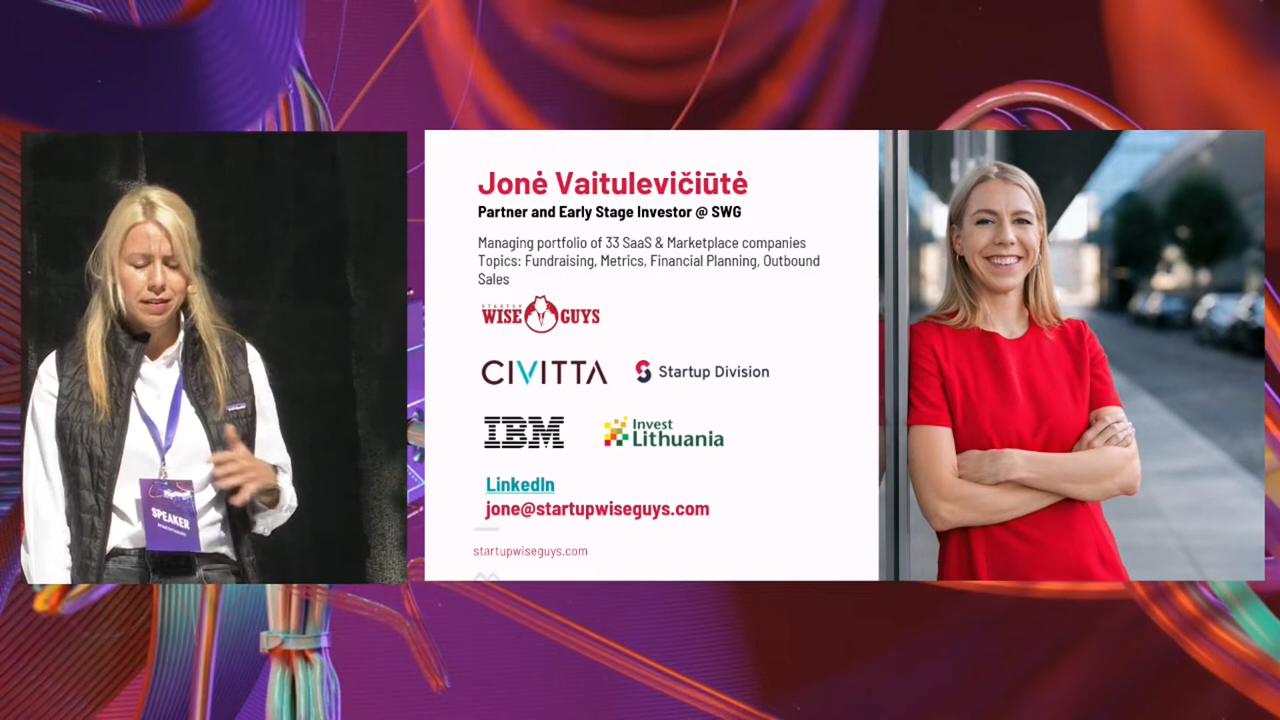 Jonė Vaitulevičiūtė
Partner and Early Stage Investor @ SWG
Managing portfolio of 33 SaaS & Marketplace companies
Topics: Fundraising, Metrics, Financial Planning, Outbound
Sales
STARTUP
WISE GUYS
CIVITTA
Startup Division
IBM
Invest
Lithuania
LinkedIn
jone@startupwiseguys.com
startupwiseguys.com
SPEAKER